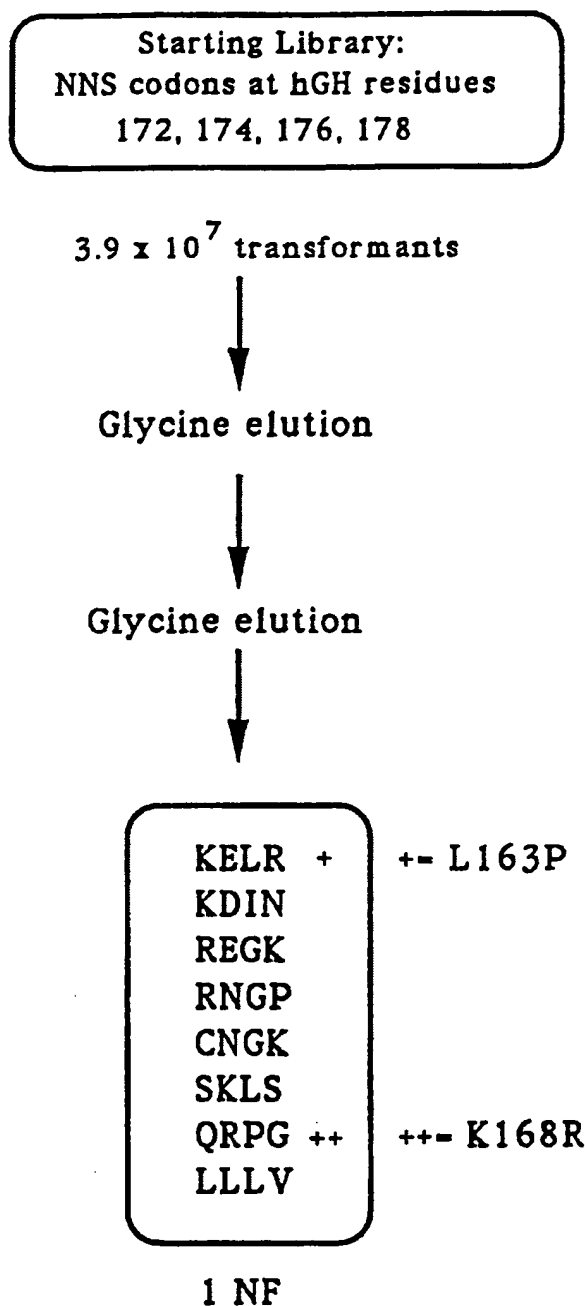 Starting Library:
NNS codons at hGH residues
172, 174, 176, 178
3.9 x 10^7 transformants
Glycine elution
Glycine elution
KELR + += L163P
KDIN
REGK
RNGP
CNGK
SKLS
QRPG ++ ++= K168R
LLLV
1 NF